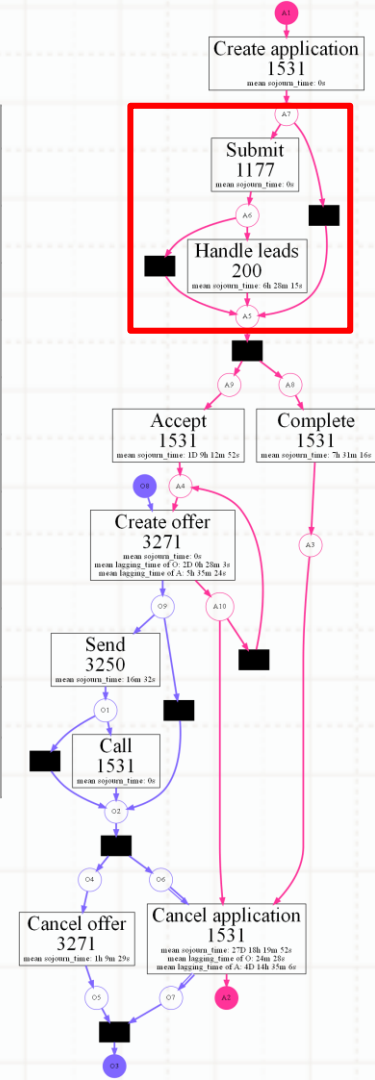 A1
Create application
1531
mean sojourn_time: 0s
A7
Submit
1177
mean sojourn_time: 0s
A6
Handle leads
200
mean sojourn_time: 6h 28m 15s
A5
A9
A8
Accept
1531
mean sojourn_time: 1D 9h 12m 52s
Complete
1531
mean sojourn_time: 7h 31m 16s
O8
A4
Create offer
3271
mean sojourn_time: 0s
mean lagging_time of O: 2D 0h 28m 3s
mean lagging_time of A: 5h 35m 24s
A3
O9
A10
Send
3250
mean sojourn_time: 16m 32s
O1
Call
1531
mean sojourn_time: 0s
O2
O4
O6
Cancel offer
3271
mean sojourn_time: 1h 9m 29s
Cancel application
1531
mean sojourn_time: 27D 18h 19m 52s
mean lagging_time of O: 24m 28s
mean lagging_time of A: 4D 14h 35m 6s
O5
O7
A2
O3